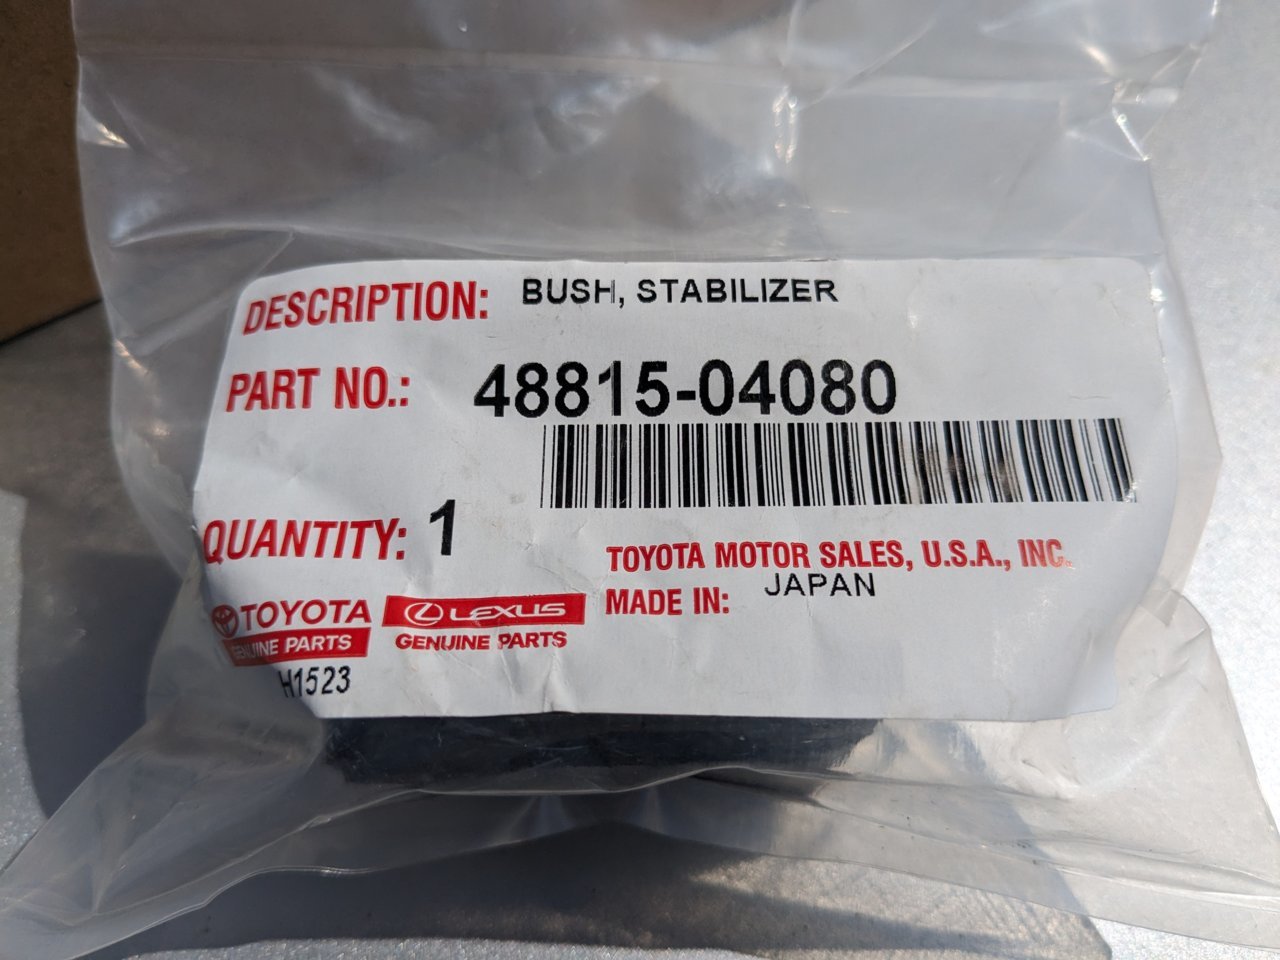 DESCRIPTION: BUSH, STABILIZER
PART NO.: 48815-04080
QUANTITY: 1
TOYOTA MOTOR SALES, U.S.A., INC.
MADE IN: JAPAN
TOYOTA
GENUINE PARTS
LEXUS
GENUINE PARTS
H1523